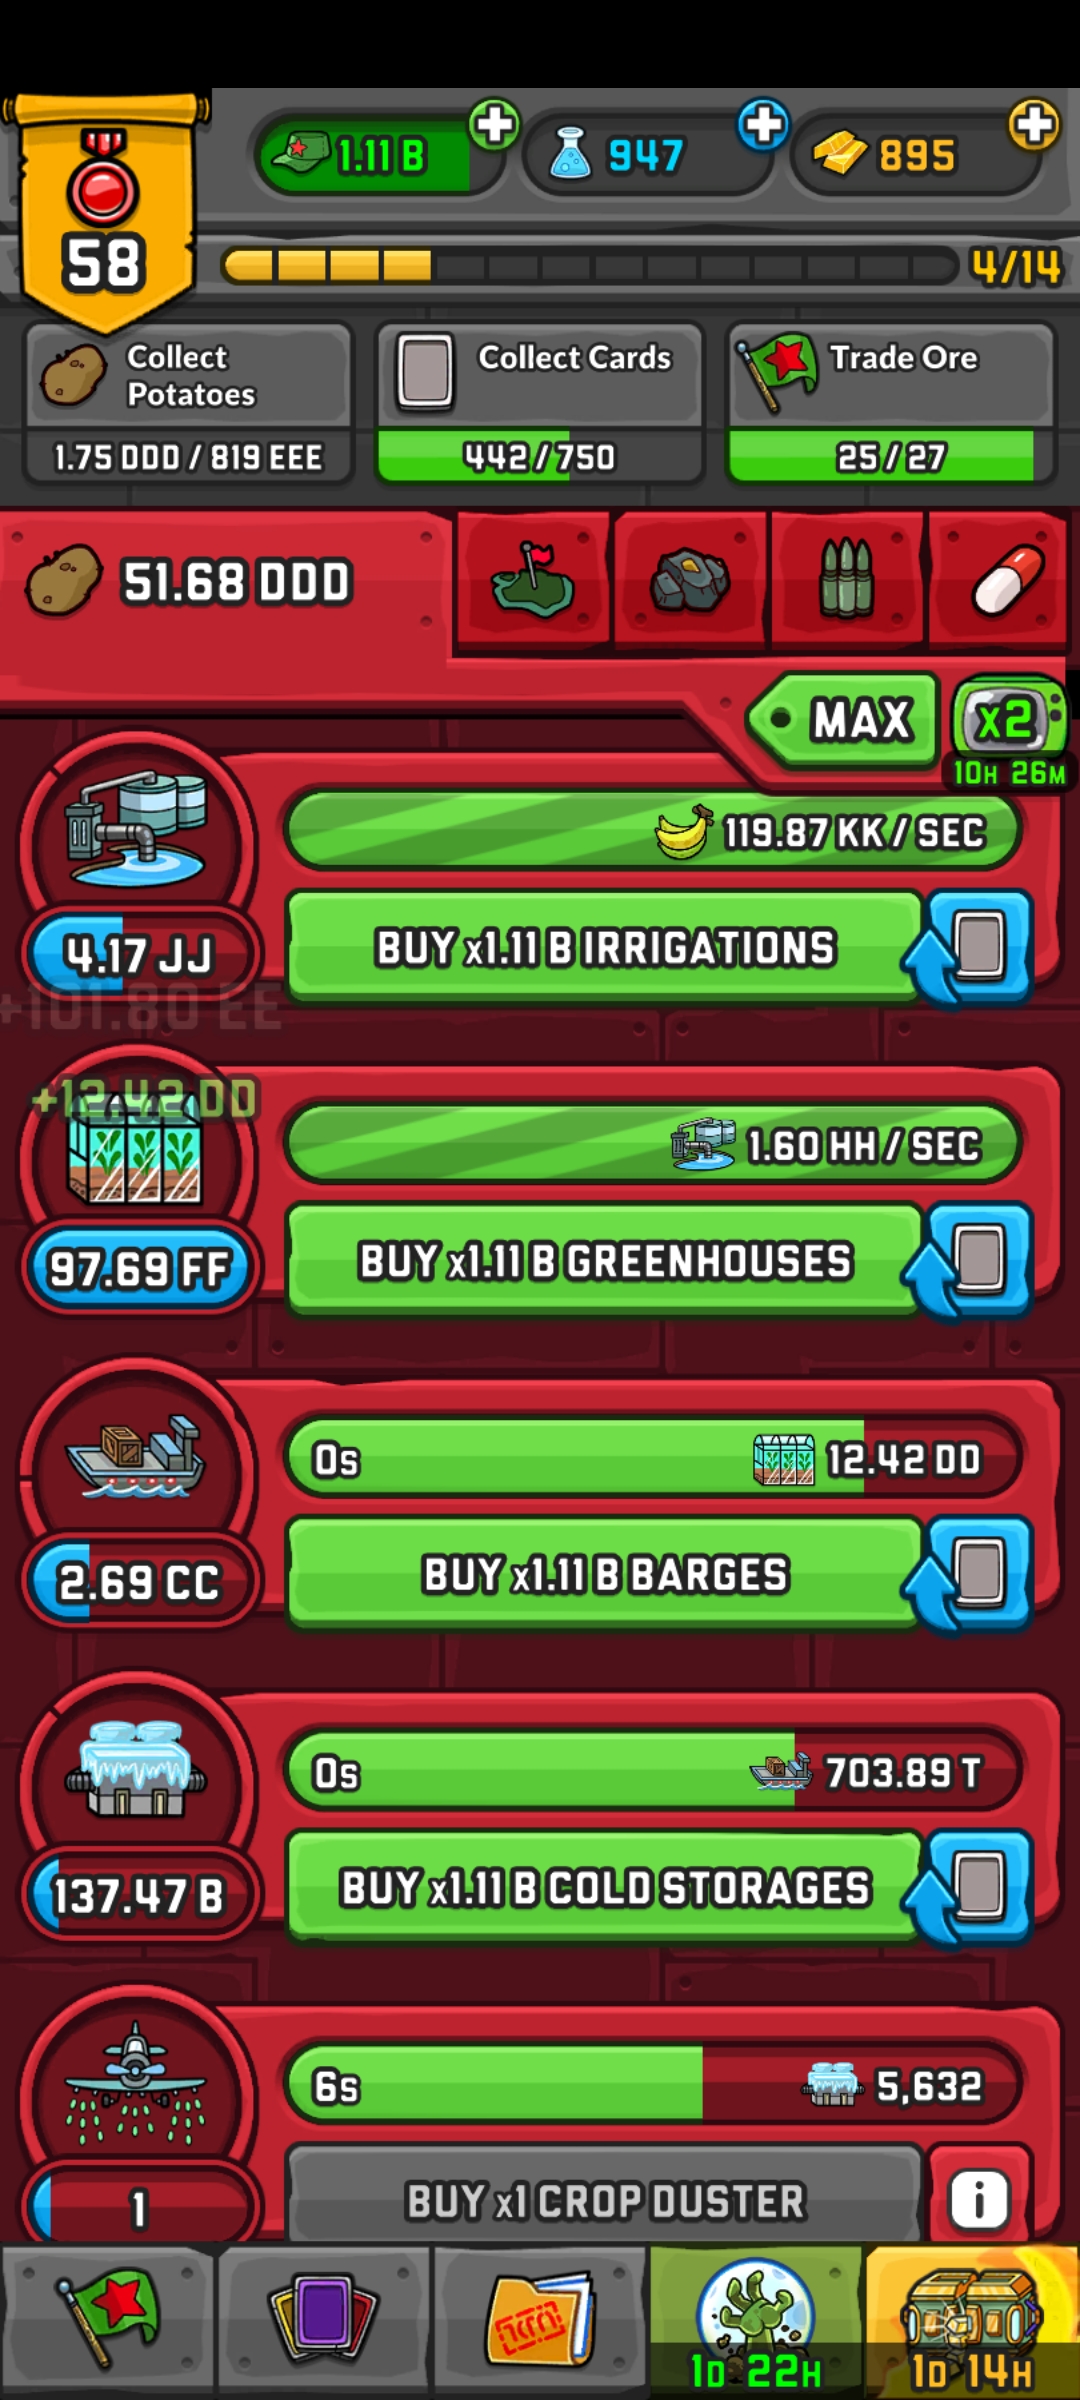 58
1.11 B
947
895
4/14
Collect
Potatoes
1.75 DDD / 819 EEE
Collect Cards
442/750
Trade Ore
25/27
51.68 DDD
MAX
x2
10H 26M
119.87 KK / SEC
4.17 JJ
BUY x1.11 B IRRIGATIONS
+101.80 EE
+12.42 DD
1.60 HH / SEC
97.69 FF
BUY x1.11 B GREENHOUSES
0s
12.42 DD
2.69 CC
BUY x1.11 B BARGES
0s
703.89 T
137.47 B
BUY x1.11 B COLD STORAGES
6s
5,632
1
BUY x1 CROP DUSTER
i
1D 22H
1D 14H